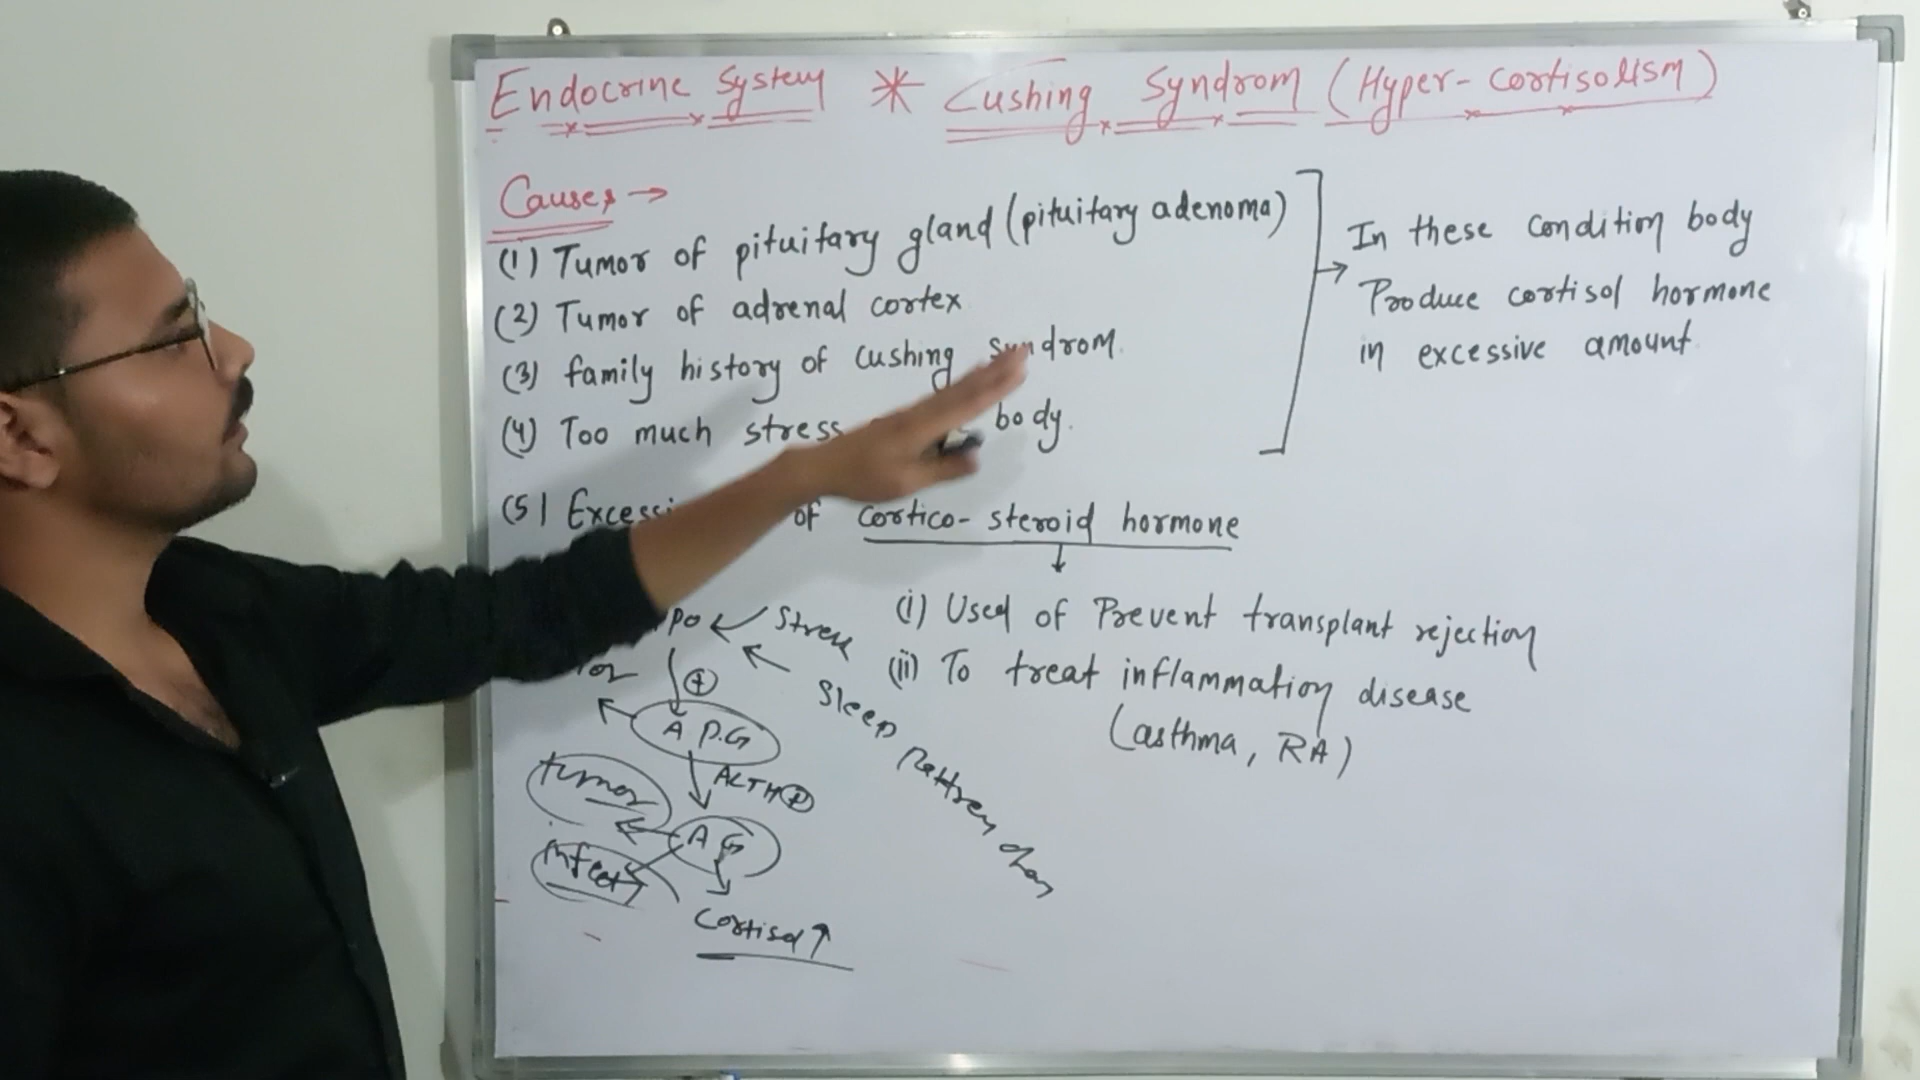 Endocrine System * Cushing Syndrom (Hyper-cortisolism)
Causes →
(1) Tumor of pituitary gland (pituitary adenoma)
(2) Tumor of adrenal cortex
(3) family history of Cushing Syndrom.
(4) Too much stress body.
In these condition body
Produce cortisol hormone
in excessive amount
(5) of cortico-steroid hormone
(i) Used of Prevent transplant rejection
(ii) To treat inflammation disease
(asthma, RA)
Stress
Sleep
+
A P.G
ACTH +
tumor
A G
Cortisol ↑